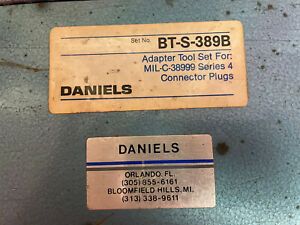 Set No. BT-S-389B
Adapter Tool Set For:
MIL-C-38999 Series 4
DANIELS Connector Plugs
DANIELS
ORLANDO, FL.
(305) 855-6161
BLOOMFIELD HILLS, MI.
(313) 338-9611